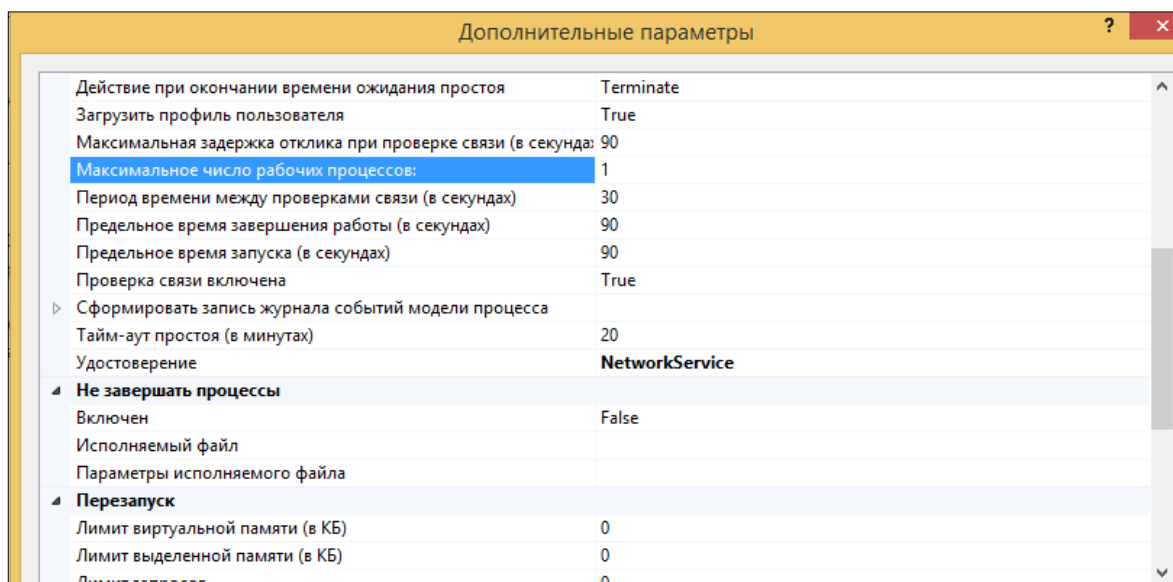 Дополнительные параметры
?
Действие при окончании времени ожидания простоя Terminate
Загрузить профиль пользователя True
Максимальная задержка отклика при проверке связи (в секундах 90
Максимальное число рабочих процессов: 1
Период времени между проверками связи (в секундах) 30
Предельное время завершения работы (в секундах) 90
Предельное время запуска (в секундах) 90
Проверка связи включена True
Сформировать запись журнала событий модели процесса
Тайм-аут простоя (в минутах) 20
Удостоверение NetworkService
Не завершать процессы
Включен False
Исполняемый файл
Параметры исполняемого файла
Перезапуск
Лимит виртуальной памяти (в КБ) 0
Лимит выделенной памяти (в КБ) 0
Лимит запросов 0